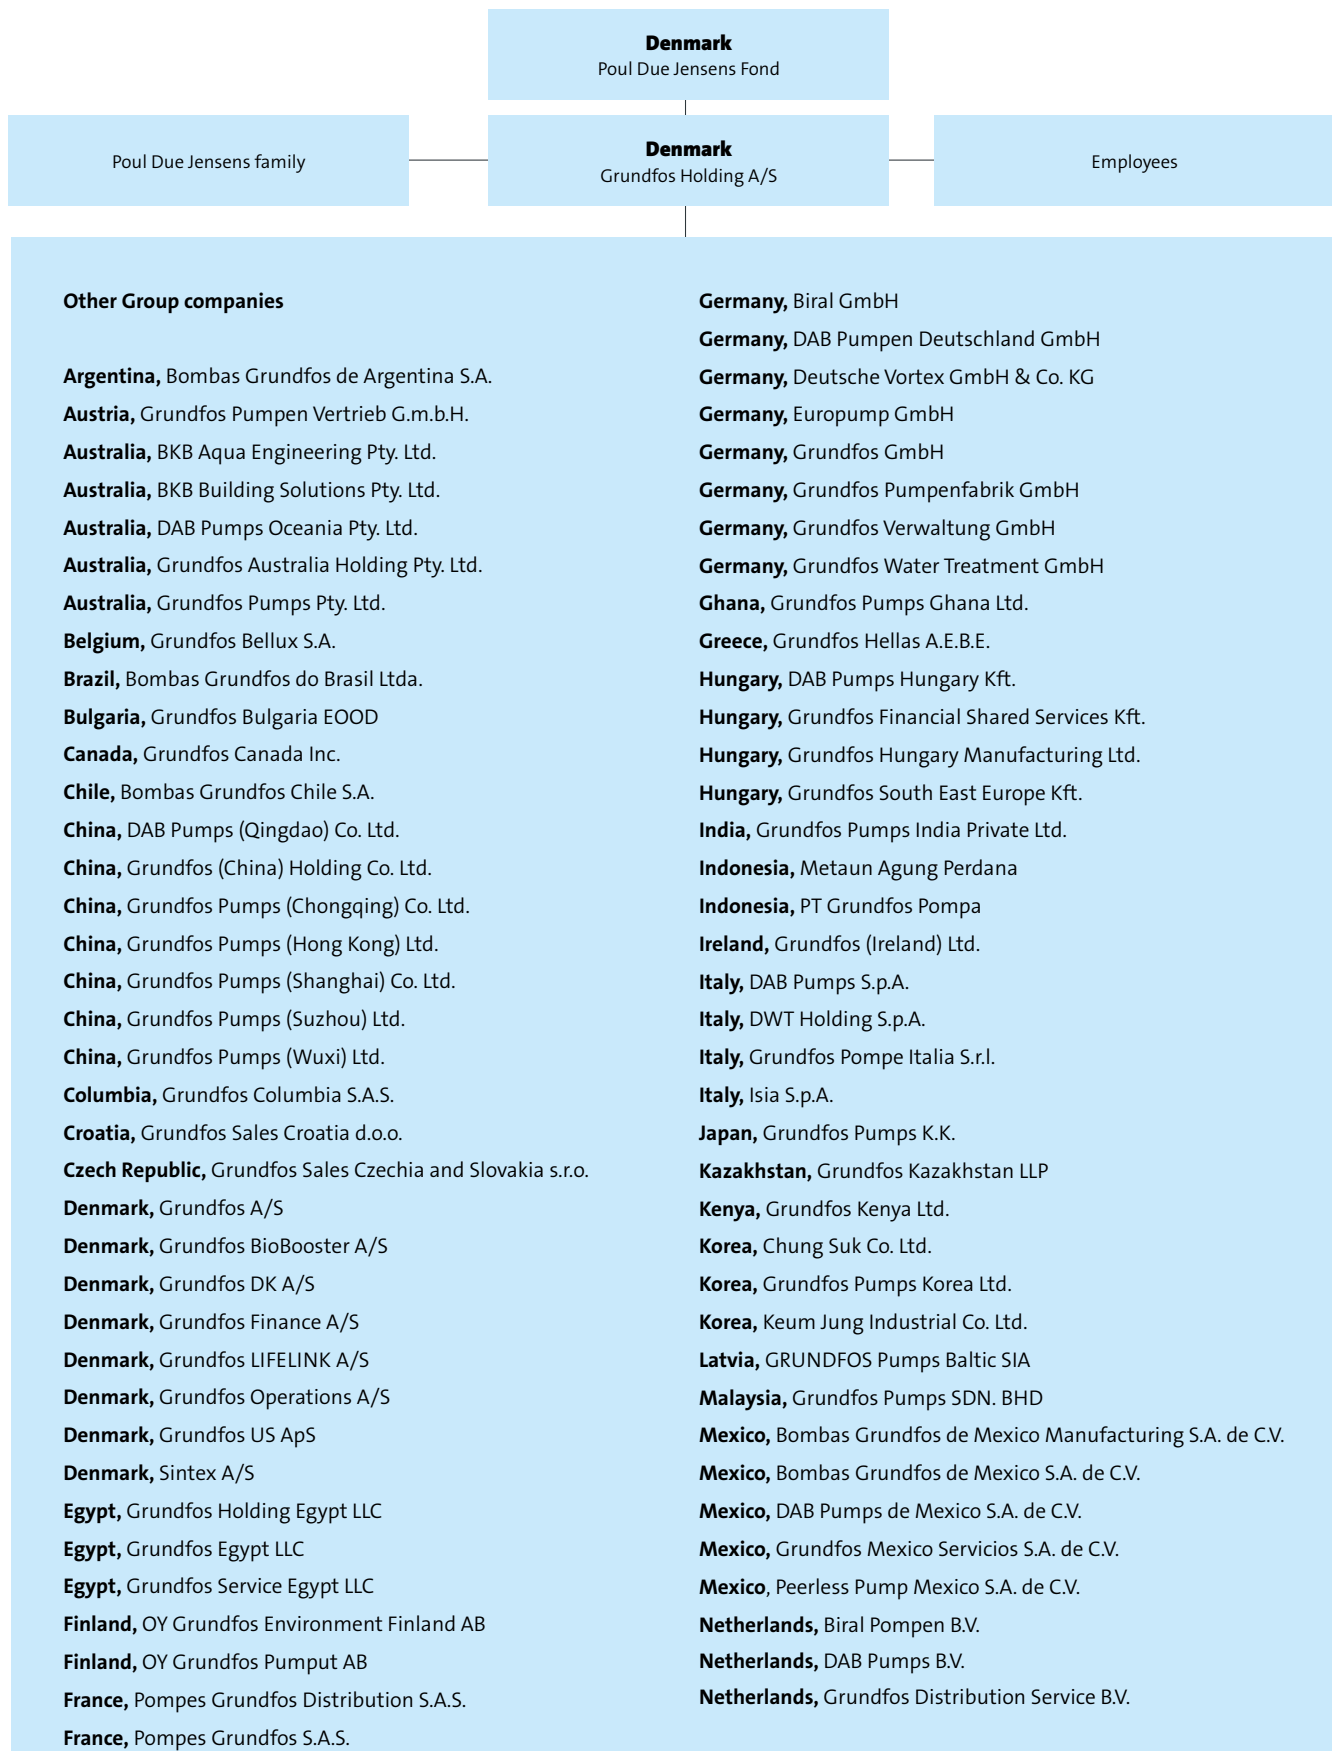 Denmark
Poul Due Jensens Fond
Poul Due Jensens family
Denmark
Grundfos Holding A/S
Employees
Other Group companies
Argentina, Bombas Grundfos de Argentina S.A.
Austria, Grundfos Pumpen Vertrieb G.m.b.H.
Australia, BKB Aqua Engineering Pty. Ltd.
Australia, BKB Building Solutions Pty. Ltd.
Australia, DAB Pumps Oceania Pty. Ltd.
Australia, Grundfos Australia Holding Pty. Ltd.
Australia, Grundfos Pumps Pty. Ltd.
Belgium, Grundfos Bellux S.A.
Brazil, Bombas Grundfos do Brasil Ltda.
Bulgaria, Grundfos Bulgaria EOOD
Canada, Grundfos Canada Inc.
Chile, Bombas Grundfos Chile S.A.
China, DAB Pumps (Qingdao) Co. Ltd.
China, Grundfos (China) Holding Co. Ltd.
China, Grundfos Pumps (Chongqing) Co. Ltd.
China, Grundfos Pumps (Hong Kong) Ltd.
China, Grundfos Pumps (Shanghai) Co. Ltd.
China, Grundfos Pumps (Suzhou) Ltd.
China, Grundfos Pumps (Wuxi) Ltd.
Columbia, Grundfos Columbia S.A.S.
Croatia, Grundfos Sales Croatia d.o.o.
Czech Republic, Grundfos Sales Czechia and Slovakia s.r.o.
Denmark, Grundfos A/S
Denmark, Grundfos BioBooster A/S
Denmark, Grundfos DK A/S
Denmark, Grundfos Finance A/S
Denmark, Grundfos LIFELINK A/S
Denmark, Grundfos Operations A/S
Denmark, Grundfos US ApS
Denmark, Sintex A/S
Egypt, Grundfos Holding Egypt LLC
Egypt, Grundfos Egypt LLC
Egypt, Grundfos Service Egypt LLC
Finland, OY Grundfos Environment Finland AB
Finland, OY Grundfos Pumput AB
France, Pompes Grundfos Distribution S.A.S.
France, Pompes Grundfos S.A.S.
Germany, Biral GmbH
Germany, DAB Pumpen Deutschland GmbH
Germany, Deutsche Vortex GmbH & Co. KG
Germany, Europump GmbH
Germany, Grundfos GmbH
Germany, Grundfos Pumpenfabrik GmbH
Germany, Grundfos Verwaltung GmbH
Germany, Grundfos Water Treatment GmbH
Ghana, Grundfos Pumps Ghana Ltd.
Greece, Grundfos Hellas A.E.B.E.
Hungary, DAB Pumps Hungary Kft.
Hungary, Grundfos Financial Shared Services Kft.
Hungary, Grundfos Hungary Manufacturing Ltd.
Hungary, Grundfos South East Europe Kft.
India, Grundfos Pumps India Private Ltd.
Indonesia, Metaun Agung Perdana
Indonesia, PT Grundfos Pompa
Ireland, Grundfos (Ireland) Ltd.
Italy, DAB Pumps S.p.A.
Italy, DWT Holding S.p.A.
Italy, Grundfos Pompe Italia S.r.l.
Italy, Isia S.p.A.
Japan, Grundfos Pumps K.K.
Kazakhstan, Grundfos Kazakhstan LLP
Kenya, Grundfos Kenya Ltd.
Korea, Chung Suk Co. Ltd.
Korea, Grundfos Pumps Korea Ltd.
Korea, Keum Jung Industrial Co. Ltd.
Latvia, GRUNDFOS Pumps Baltic SIA
Malaysia, Grundfos Pumps SDN. BHD
Mexico, Bombas Grundfos de Mexico Manufacturing S.A. de C.V.
Mexico, Bombas Grundfos de Mexico S.A. de C.V.
Mexico, DAB Pumps de Mexico S.A. de C.V.
Mexico, Grundfos Mexico Servicios S.A. de C.V.
Mexico, Peerless Pump Mexico S.A. de C.V.
Netherlands, Biral Pompen B.V.
Netherlands, DAB Pumps B.V.
Netherlands, Grundfos Distribution Service B.V.